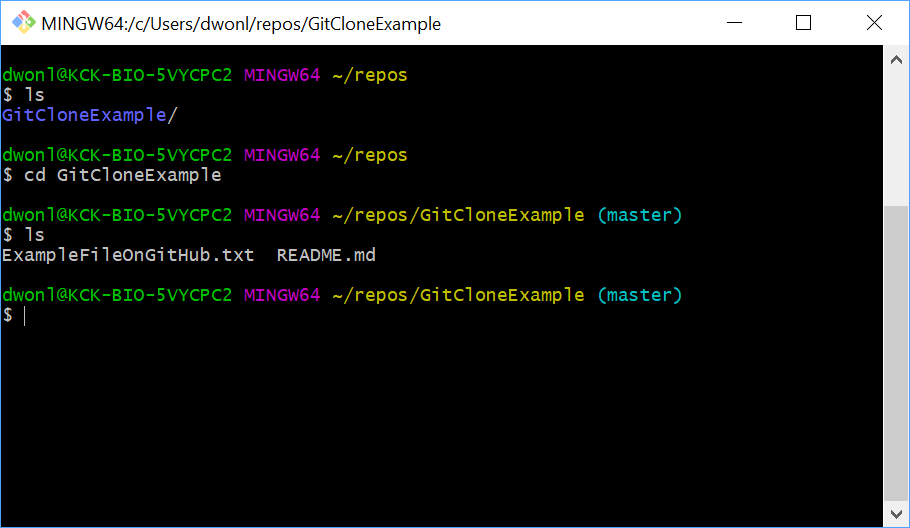 MINGW64:/c/Users/dwonl/repos/GitCloneExample
dwonl@KCK-BIO-5VYCPC2 MINGW64 ~/repos
$ ls
GitCloneExample/
dwonl@KCK-BIO-5VYCPC2 MINGW64 ~/repos
$ cd GitCloneExample
dwonl@KCK-BIO-5VYCPC2 MINGW64 ~/repos/GitCloneExample (master)
$ ls
ExampleFileOnGitHub.txt  README.md
dwonl@KCK-BIO-5VYCPC2 MINGW64 ~/repos/GitCloneExample (master)
$